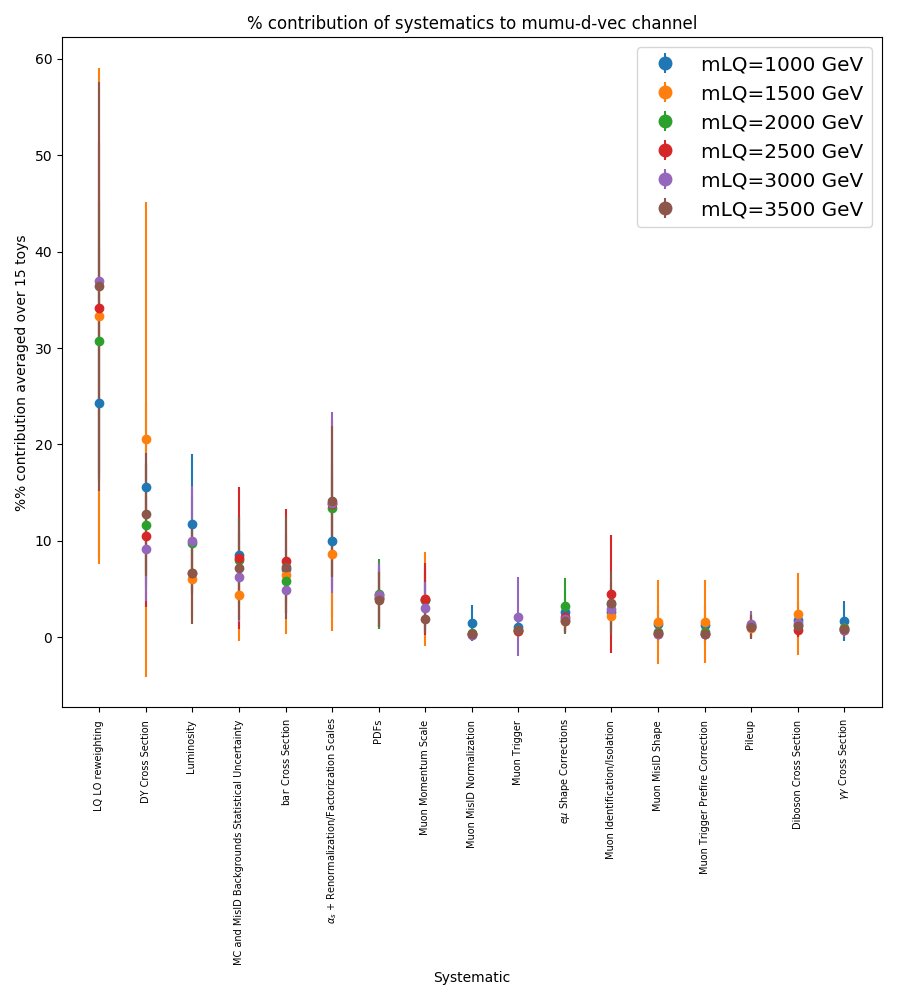 % contribution of systematics to mumu-d-vec channel
mLQ=1000 GeV
mLQ=1500 GeV
mLQ=2000 GeV
mLQ=2500 GeV
mLQ=3000 GeV
mLQ=3500 GeV
60
50
40
30
20
10
0
%% contribution averaged over 15 toys
LQ LO reweighting
DY Cross Section
Luminosity
MC and MisID Backgrounds Statistical Uncertainty
bar Cross Section
αs + Renormalization/Factorization Scales
PDFs
Muon Momentum Scale
Muon MisID Normalization
Muon Trigger
eμ Shape Corrections
Muon Identification/Isolation
Muon MisID Shape
Muon Trigger Prefire Correction
Pileup
Diboson Cross Section
γγ Cross Section
Systematic